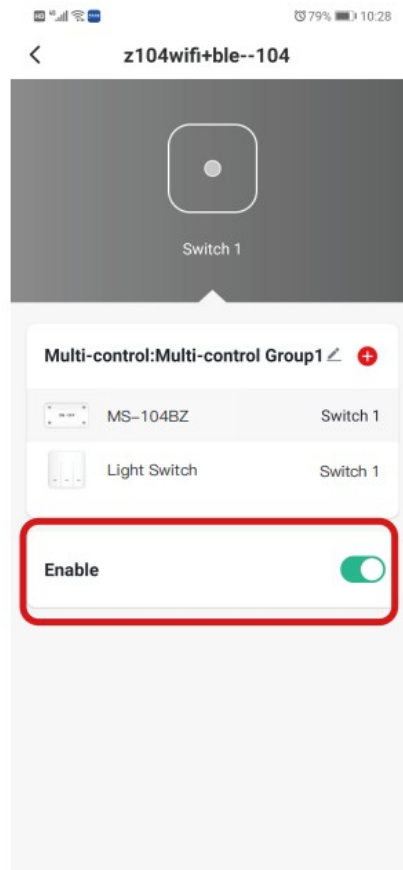 79% 10:28
z104wifi+ble--104
Switch 1
Multi-control:Multi-control Group1
MS-104BZ Switch 1
Light Switch Switch 1
Enable